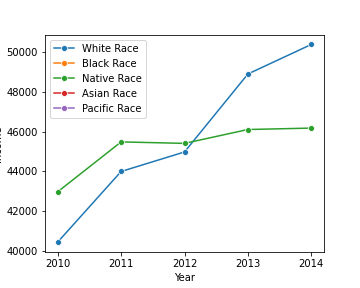 White Race
Black Race
Native Race
Asian Race
Pacific Race
50000
48000
46000
44000
42000
40000
2010 2011 2012 2013 2014
Year